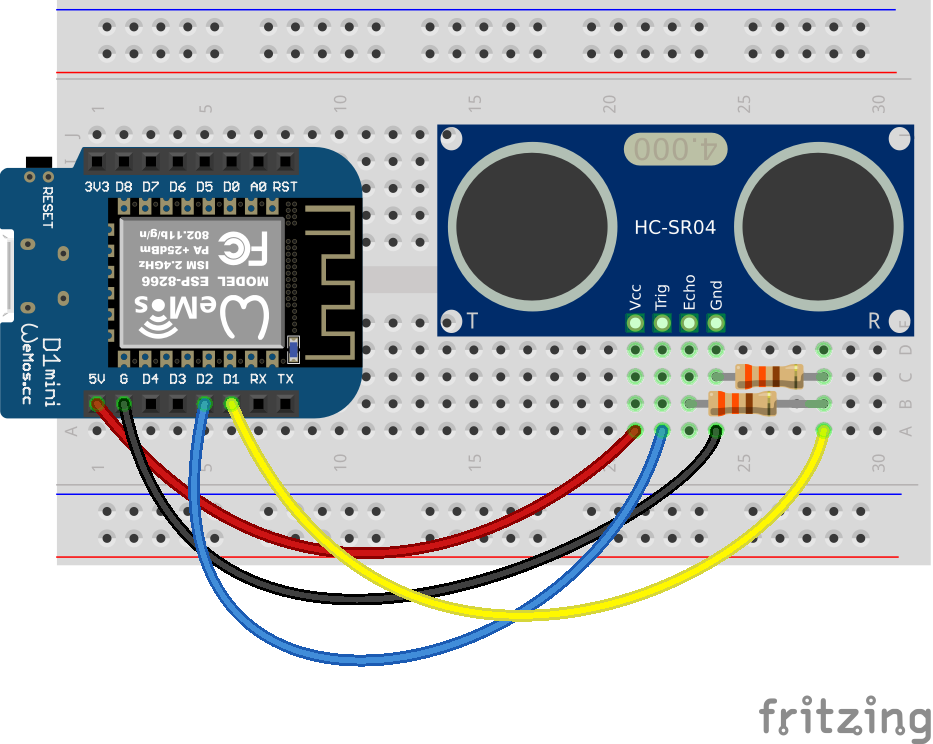 1 5 10 15 20 25 30
J J
I
3V3 D8 D7 D6 D5 D0 A0 RST
RESET
WeMos
MODEL ESP-8266
ISM 2.4GHz
PA +25dBm
802.11b/g/n
FC
D1mini
WeMos.cc
5V G D4 D3 D2 D1 RX TX
4.000
HC-SR04
Vcc Trig Echo Gnd
T R
E
D
C
B
A A
1 5 10 15 20 25 30
fritzing